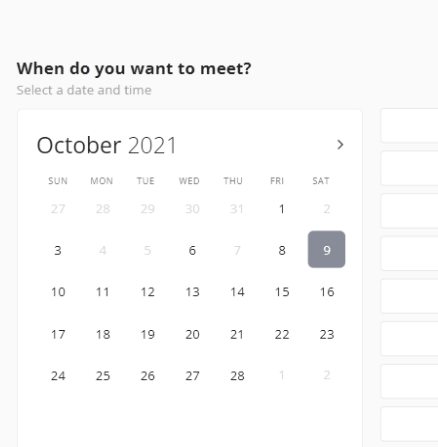 When do you want to meet?
Select a date and time
October 2021
SUN MON TUE WED THU FRI SAT
27 28 29 30 31 1 2
3 4 5 6 7 8 9
10 11 12 13 14 15 16
17 18 19 20 21 22 23
24 25 26 27 28 1 2